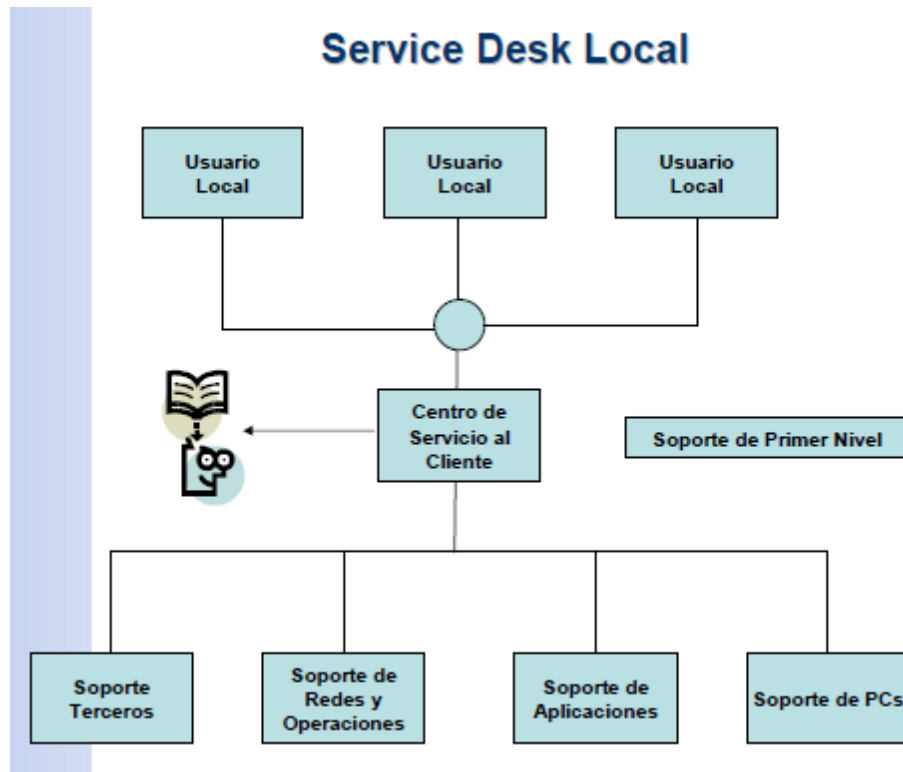 Service Desk Local
Usuario
Local
Usuario
Local
Usuario
Local
Centro de
Servicio al
Cliente
Soporte de Primer Nivel
Soporte
Terceros
Soporte de
Redes y
Operaciones
Soporte de
Aplicaciones
Soporte de PCs